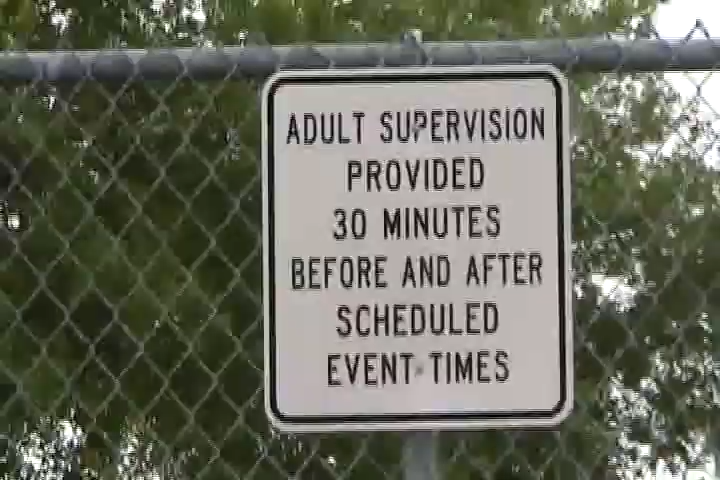 ADULT SUPERVISION
PROVIDED
30 MINUTES
BEFORE AND AFTER
SCHEDULED
EVENT TIMES